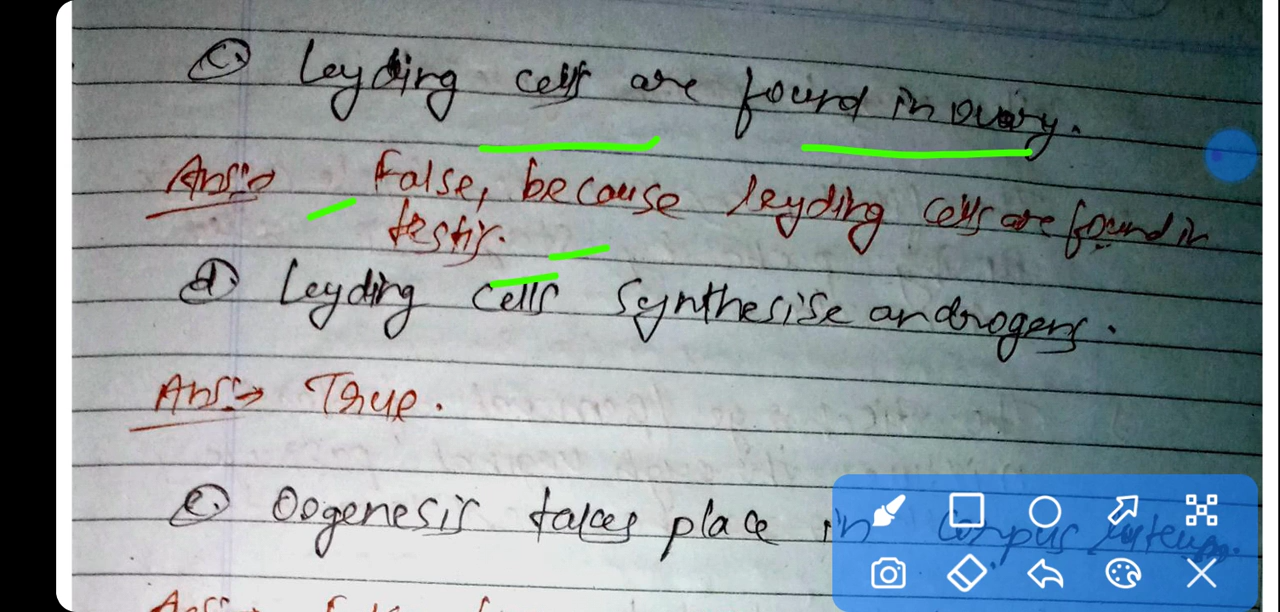 (c) Leyding cells are found in ovary.
Ans:→ False, because leyding cells are found in
testis.
(d) Leyding cells synthesise androgens.
Ans:→ True.
(e) Oogenesis takes place in Corpus luteum.
Ans:→